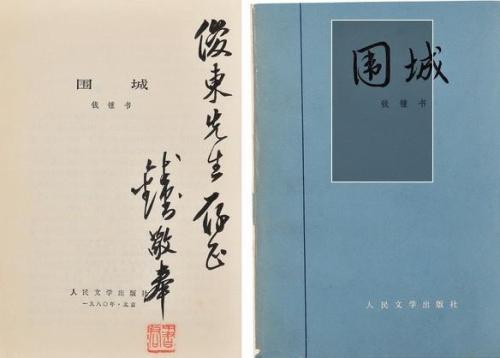 围城
钱锺书
俊東先生存正
錢鍾書敬奉
人民文学出版社
一九八〇年·北京
围城
钱锺书
人民文学出版社